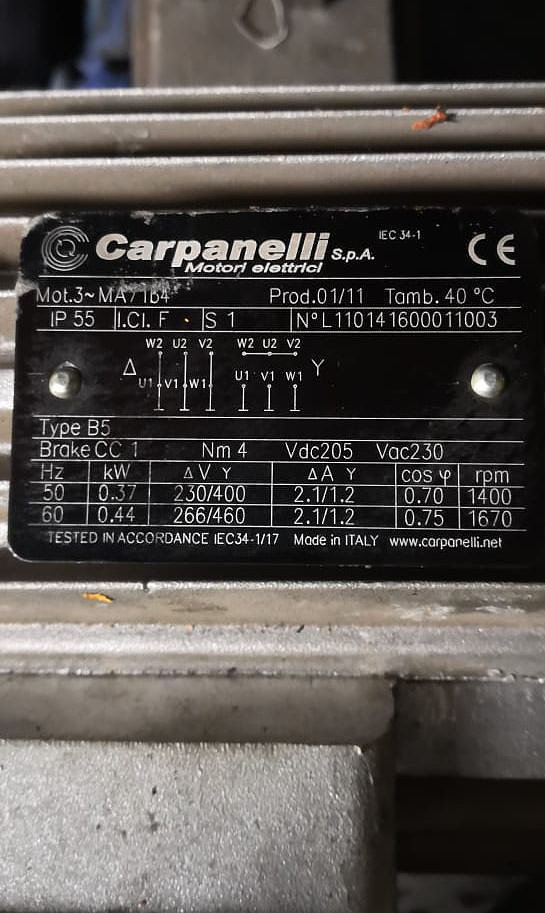 Carpanelli S.p.A. IEC 34-1 CE
Motori elettrici
Mot.3~ MA71b4 Prod.01/11 Tamb. 40 °C
IP 55 I.Cl. F S 1 N° L110141600011003
W2 U2 V2 W2 U2 V2
Δ U1 V1 W1 U1 V1 W1 Y
Type B5
Brake CC 1 Nm 4 Vdc205 Vac230
Hz kW Δ V Y Δ A Y cos φ rpm
50 0.37 230/400 2.1/1.2 0.70 1400
60 0.44 266/460 2.1/1.2 0.75 1670
TESTED IN ACCORDANCE IEC34-1/17 Made in ITALY www.carpanelli.net